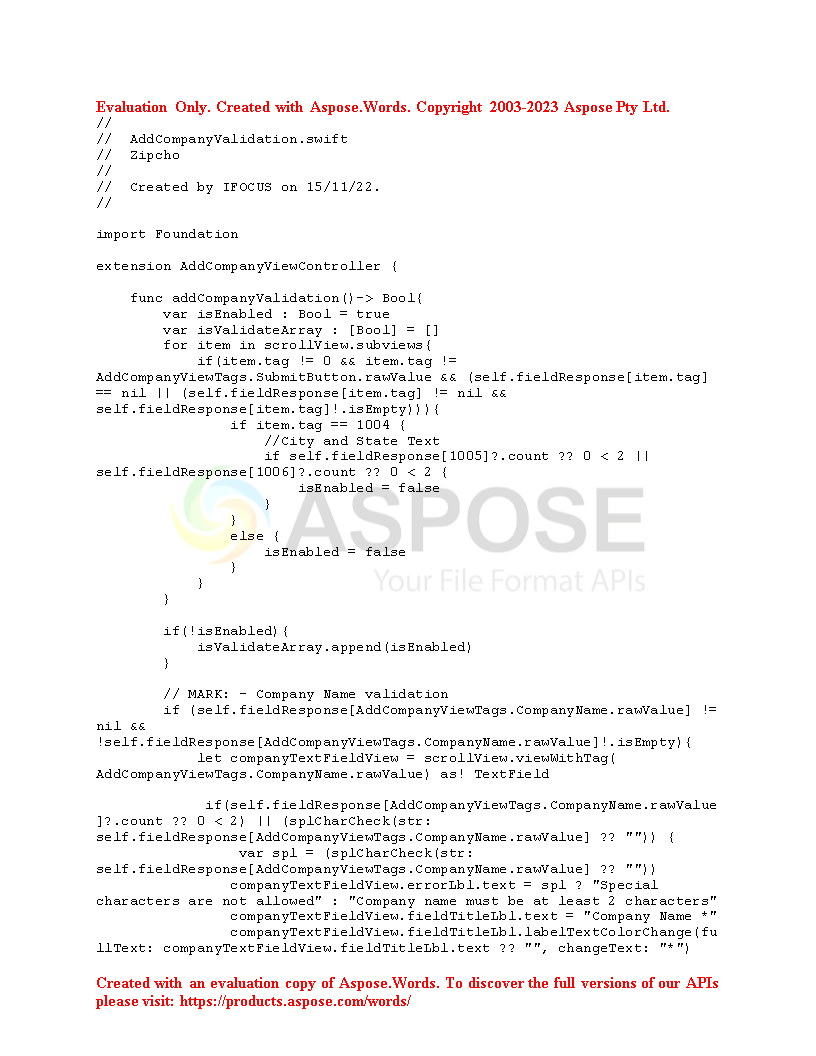 Evaluation Only. Created with Aspose.Words. Copyright 2003-2023 Aspose Pty Ltd.
//
//  AddCompanyValidation.swift
//  Zipcho
//
//  Created by IFOCUS on 15/11/22.
//
import Foundation
extension AddCompanyViewController {
    func addCompanyValidation()-> Bool{
        var isEnabled : Bool = true
        var isValidateArray : [Bool] = []
        for item in scrollView.subviews{
            if(item.tag != 0 && item.tag !=
AddCompanyViewTags.SubmitButton.rawValue && (self.fieldResponse[item.tag]
== nil || (self.fieldResponse[item.tag] != nil &&
self.fieldResponse[item.tag]!.isEmpty))){
                if item.tag == 1004 {
                    //City and State Text
                    if self.fieldResponse[1005]?.count ?? 0 < 2 ||
self.fieldResponse[1006]?.count ?? 0 < 2 {
                        isEnabled = false
                    }
                }
                else {
                    isEnabled = false
                }
            }
        }
ASPOSE
Your File Format APIs
        if(!isEnabled){
            isValidateArray.append(isEnabled)
        }
        // MARK: - Company Name validation
        if (self.fieldResponse[AddCompanyViewTags.CompanyName.rawValue] !=
nil &&
!self.fieldResponse[AddCompanyViewTags.CompanyName.rawValue]!.isEmpty){
            let companyTextFieldView = scrollView.viewWithTag(
AddCompanyViewTags.CompanyName.rawValue) as! TextField
             if(self.fieldResponse[AddCompanyViewTags.CompanyName.rawValue
]?.count ?? 0 < 2) || (splCharCheck(str:
self.fieldResponse[AddCompanyViewTags.CompanyName.rawValue] ?? "")) {
                 var spl = (splCharCheck(str:
self.fieldResponse[AddCompanyViewTags.CompanyName.rawValue] ?? ""))
                companyTextFieldView.errorLbl.text = spl ? "Special
characters are not allowed" : "Company name must be at least 2 characters"
                companyTextFieldView.fieldTitleLbl.text = "Company Name *"
                companyTextFieldView.fieldTitleLbl.labelTextColorChange(fu
llText: companyTextFieldView.fieldTitleLbl.text ?? "", changeText: "*")
Created with an evaluation copy of Aspose.Words. To discover the full versions of our APIs
please visit: https://products.aspose.com/words/